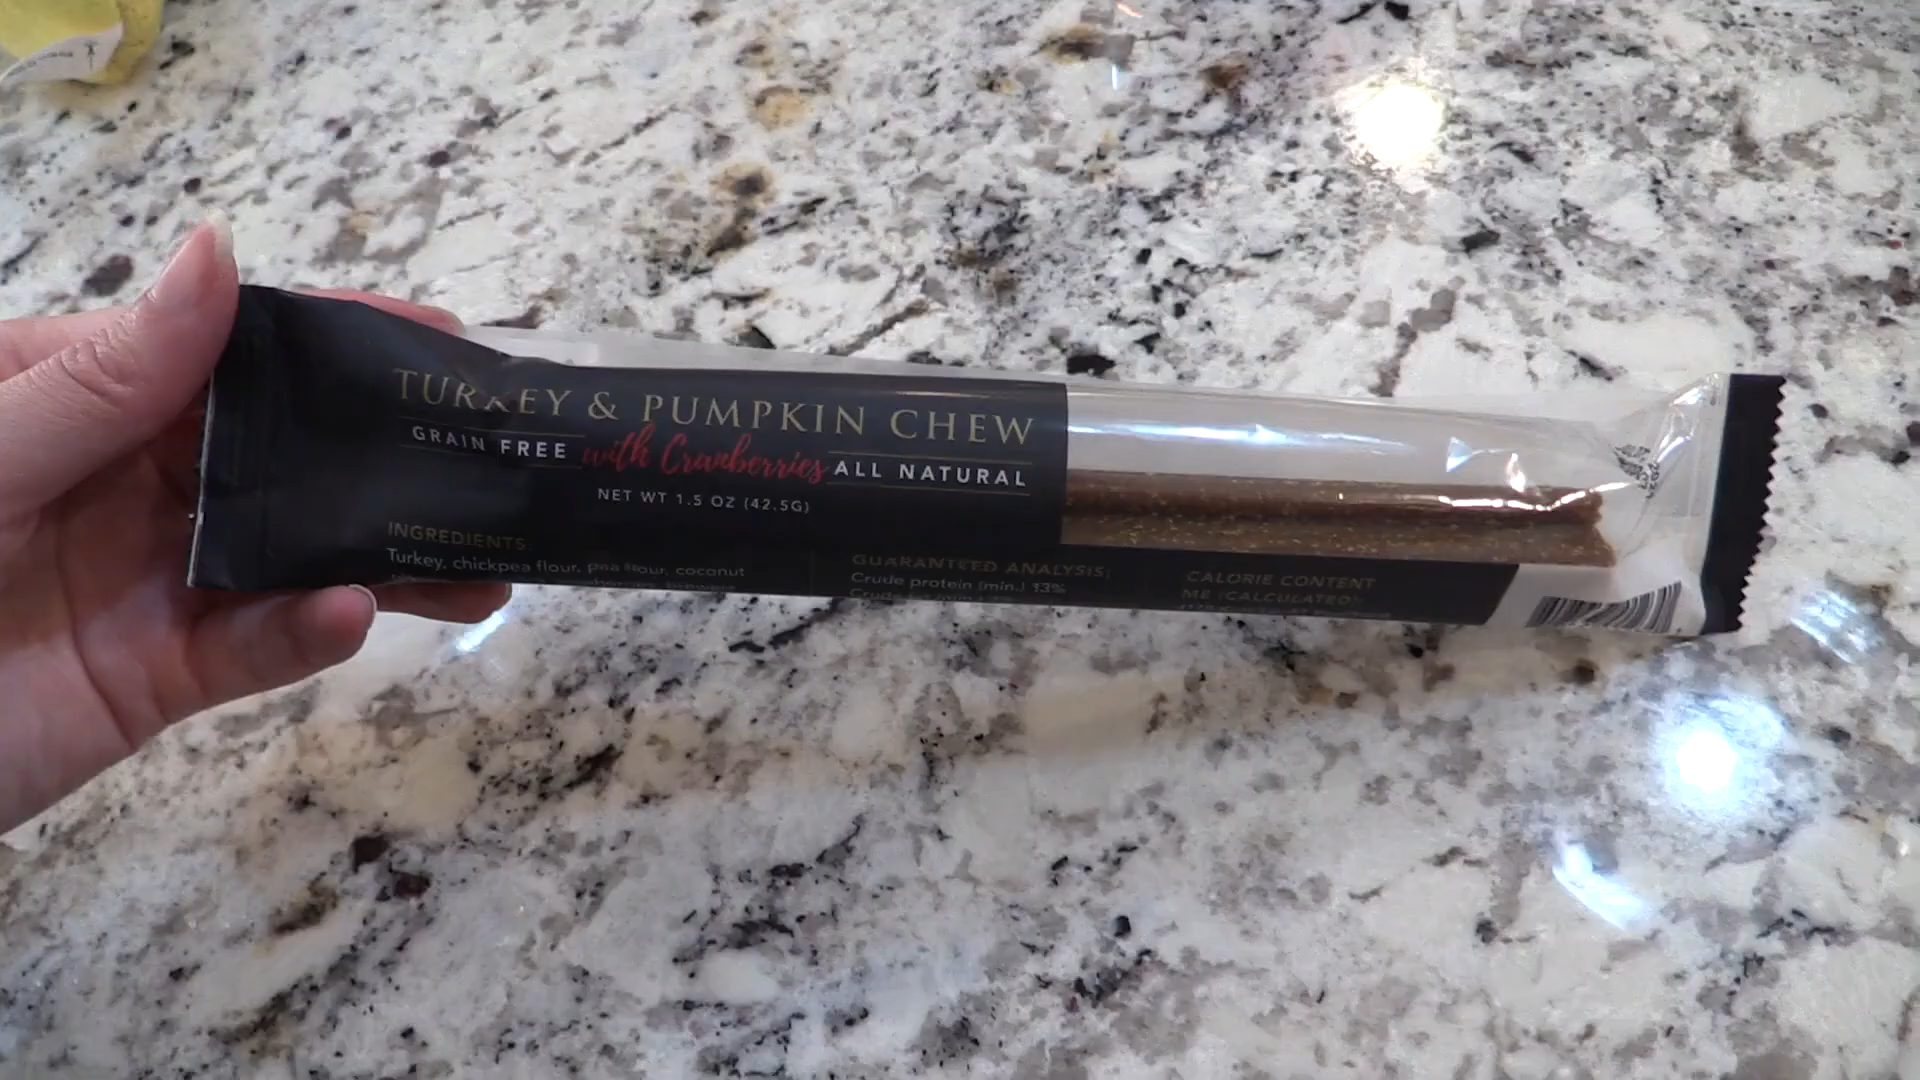 TURKEY & PUMPKIN CHEW
GRAIN FREE with Cranberries ALL NATURAL
NET WT 1.5 OZ (42.5G)
INGREDIENTS:
Turkey, chickpea flour, pea flour, coconut
GUARANTEED ANALYSIS:
Crude protein (min.) 13%
Crude
CALORIE CONTENT
ME (CALCULATED):